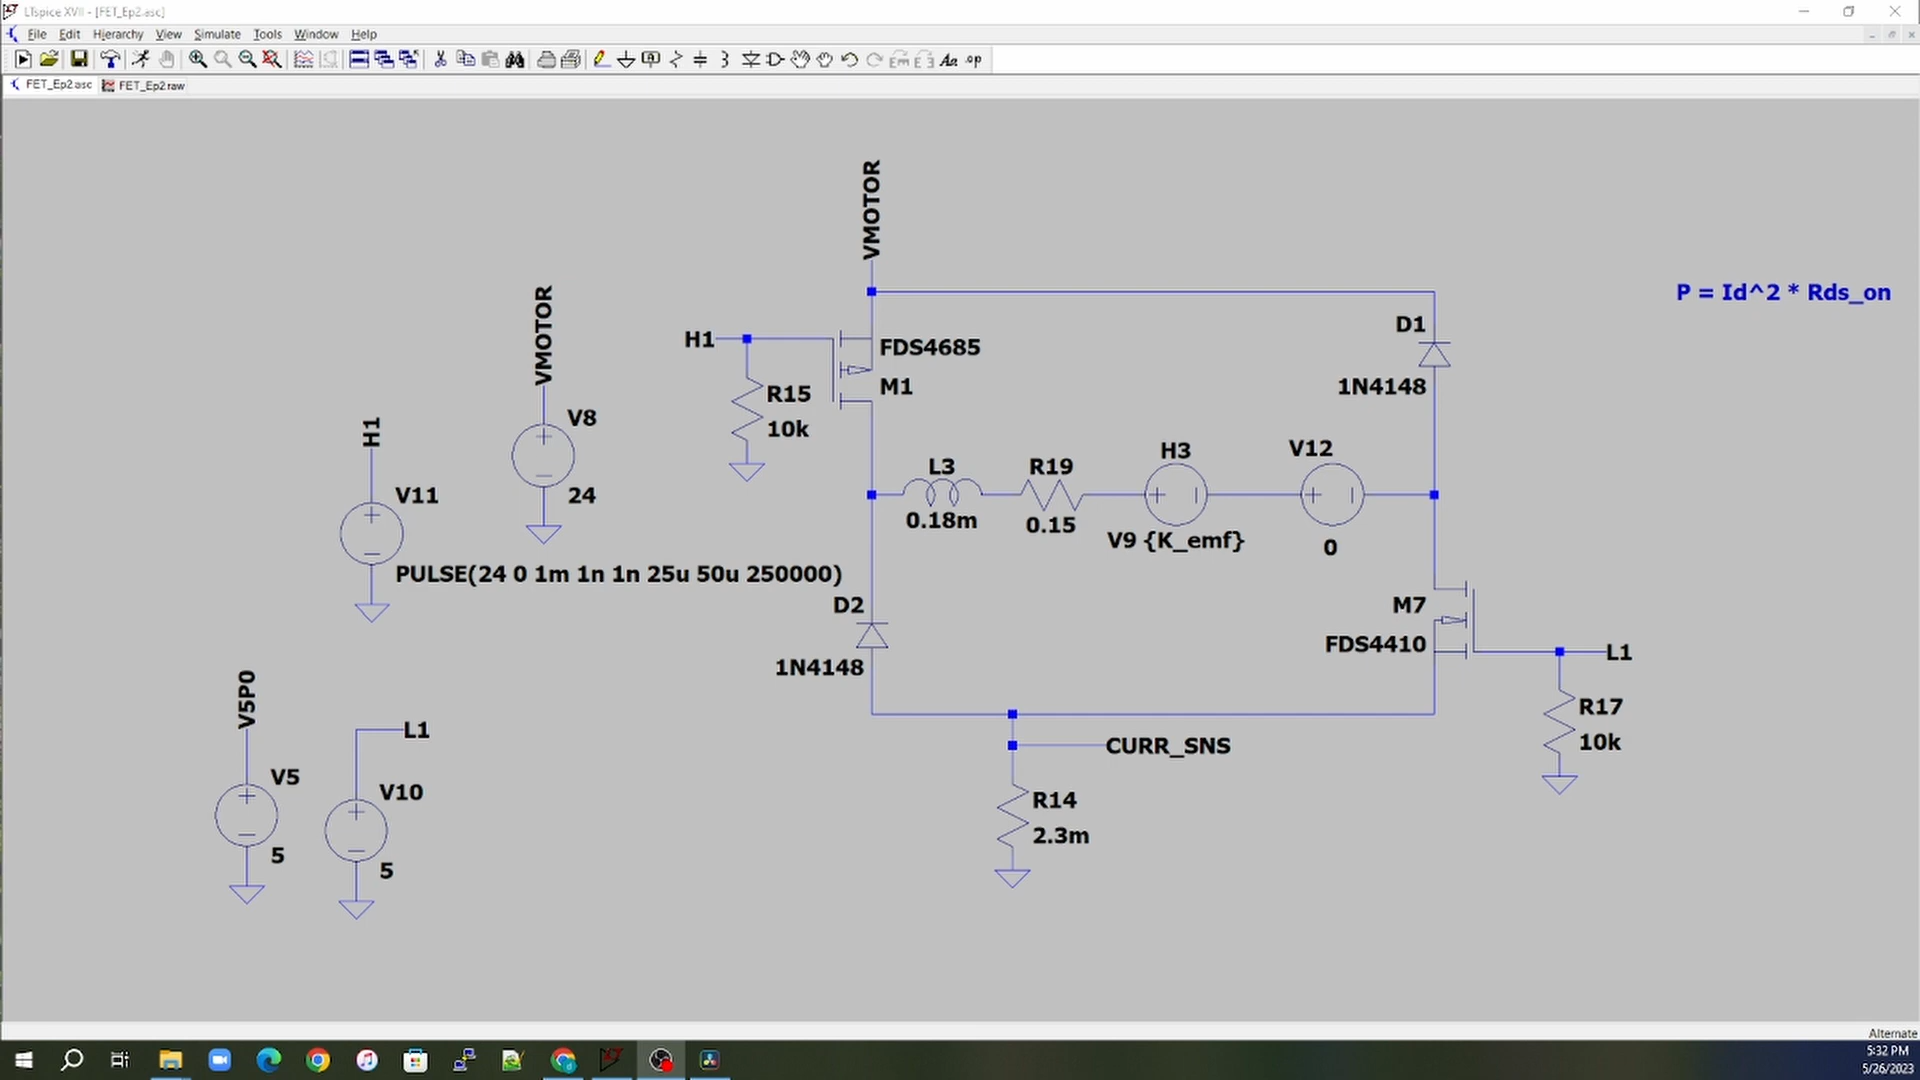 LTspice XVII - [FET_Ep2.asc]
File Edit Hierarchy View Simulate Tools Window Help
FET_Ep2.asc FET_Ep2.raw
VMOTOR
P = Id^2 * Rds_on
VMOTOR
H1
FDS4685
M1
D1
1N4148
R15
10k
V8
24
H1
V11
PULSE(24 0 1m 1n 1n 25u 50u 250000)
L3
0.18m
R19
0.15
H3
V9 {K_emf}
V12
0
D2
1N4148
M7
FDS4410
L1
R17
10k
V5P0
V5
5
L1
V10
5
CURR_SNS
R14
2.3m
Alternate
5:32 PM
5/26/2023